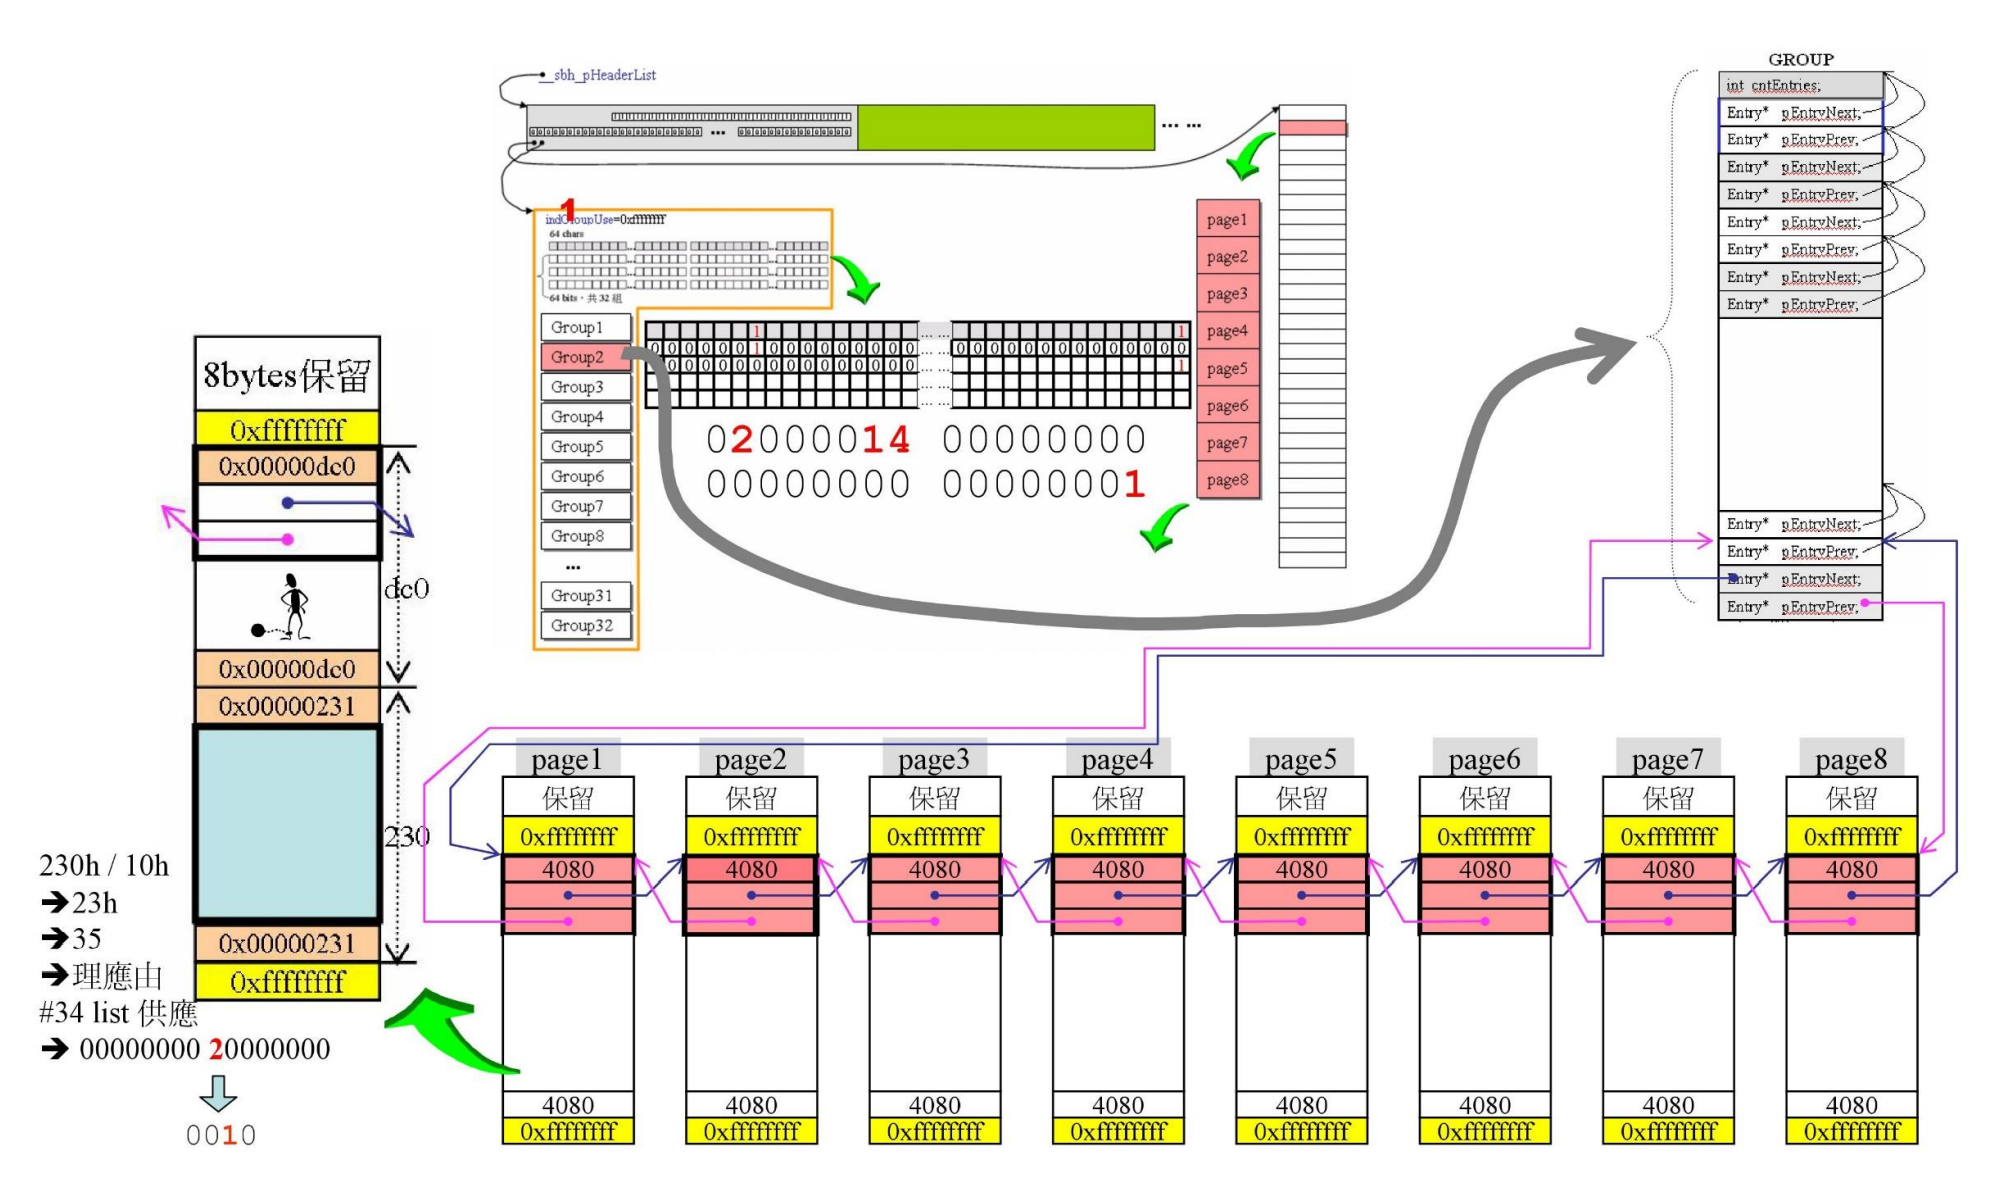 __sbh_pHeaderList
... ...
1
indGroupUse=0xffffffff
64 chars
64 bits，共 32 組
Group1
Group2
Group3
Group4
Group5
Group6
Group7
Group8
...
Group31
Group32
1 1
0 0 0 0 0 0 1 0 0 0 0 0 0 0 0 0 ... 0 0 0 0 0 0 0 0 0 0 0 0 0 0 0
0 0 0 0 0 0 0 0 0 0 0 0 0 0 0 1
02000014 00000000
00000000 00000001
page1
page2
page3
page4
page5
page6
page7
page8
GROUP
int cntEntries;
Entry* pEntryNext;
Entry* pEntryPrev;
Entry* pEntryNext;
Entry* pEntryPrev;
Entry* pEntryNext;
Entry* pEntryPrev;
Entry* pEntryNext;
Entry* pEntryPrev;
Entry* pEntryNext;
Entry* pEntryPrev;
Entry* pEntryNext;
Entry* pEntryPrev;
8bytes保留
0xffffffff
0x00000dc0
dc0
0x00000dc0
0x00000231
230
0x00000231
0xffffffff
230h / 10h
➔23h
➔35
➔理應由
#34 list 供應
➔ 00000000 20000000
0010
page1 page2 page3 page4 page5 page6 page7 page8
保留 保留 保留 保留 保留 保留 保留 保留
0xffffffff 0xffffffff 0xffffffff 0xffffffff 0xffffffff 0xffffffff 0xffffffff 0xffffffff
4080 4080 4080 4080 4080 4080 4080 4080
4080 4080 4080 4080 4080 4080 4080 4080
0xffffffff 0xffffffff 0xffffffff 0xffffffff 0xffffffff 0xffffffff 0xffffffff 0xffffffff